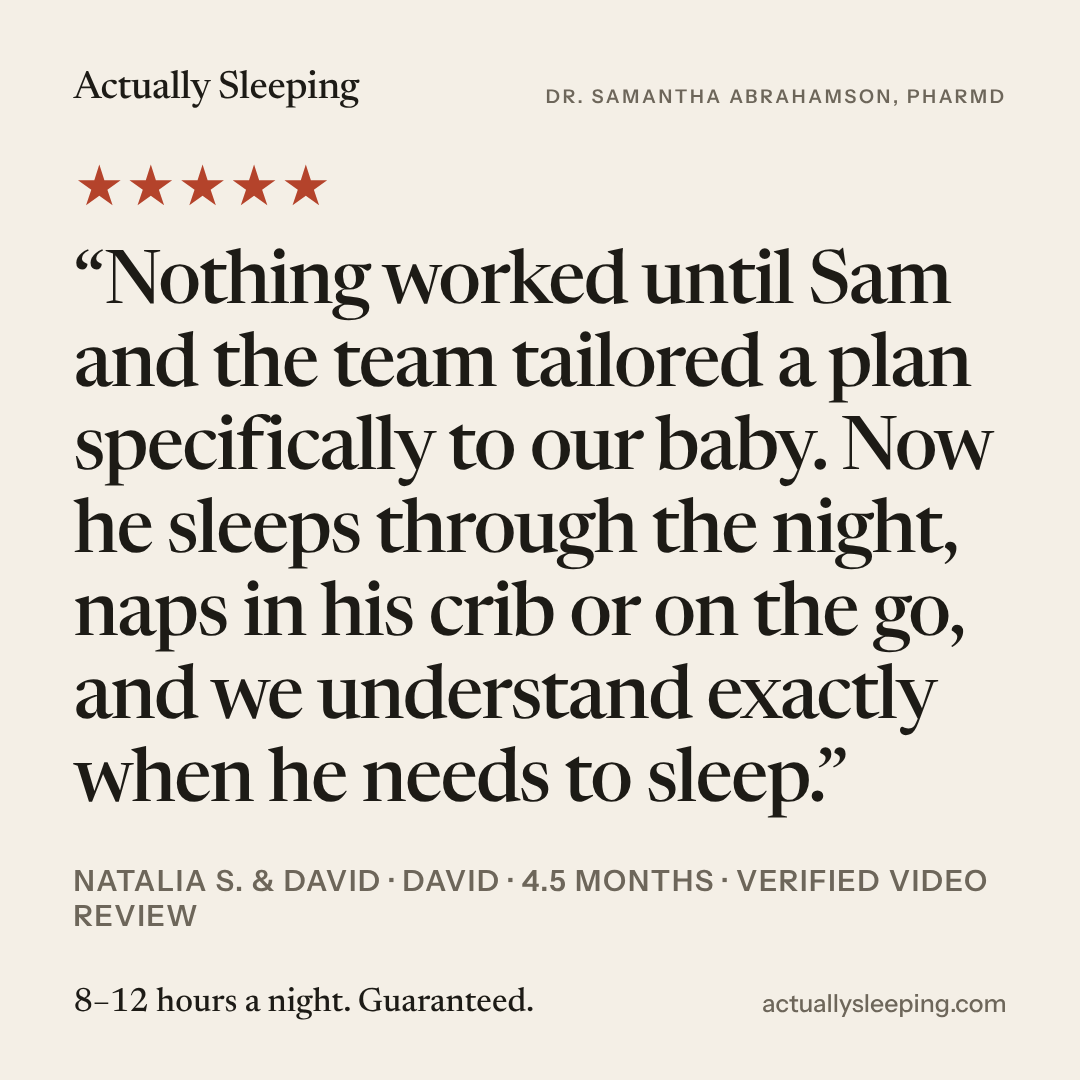 Actually Sleeping
DR. SAMANTHA ABRAHAMSON, PHARMD
★★★★★
“Nothing worked until Sam
and the team tailored a plan
specifically to our baby. Now
he sleeps through the night,
naps in his crib or on the go,
and we understand exactly
when he needs to sleep.”
NATALIA S. & DAVID · DAVID · 4.5 MONTHS · VERIFIED VIDEO
REVIEW
8–12 hours a night. Guaranteed.
actuallysleeping.com